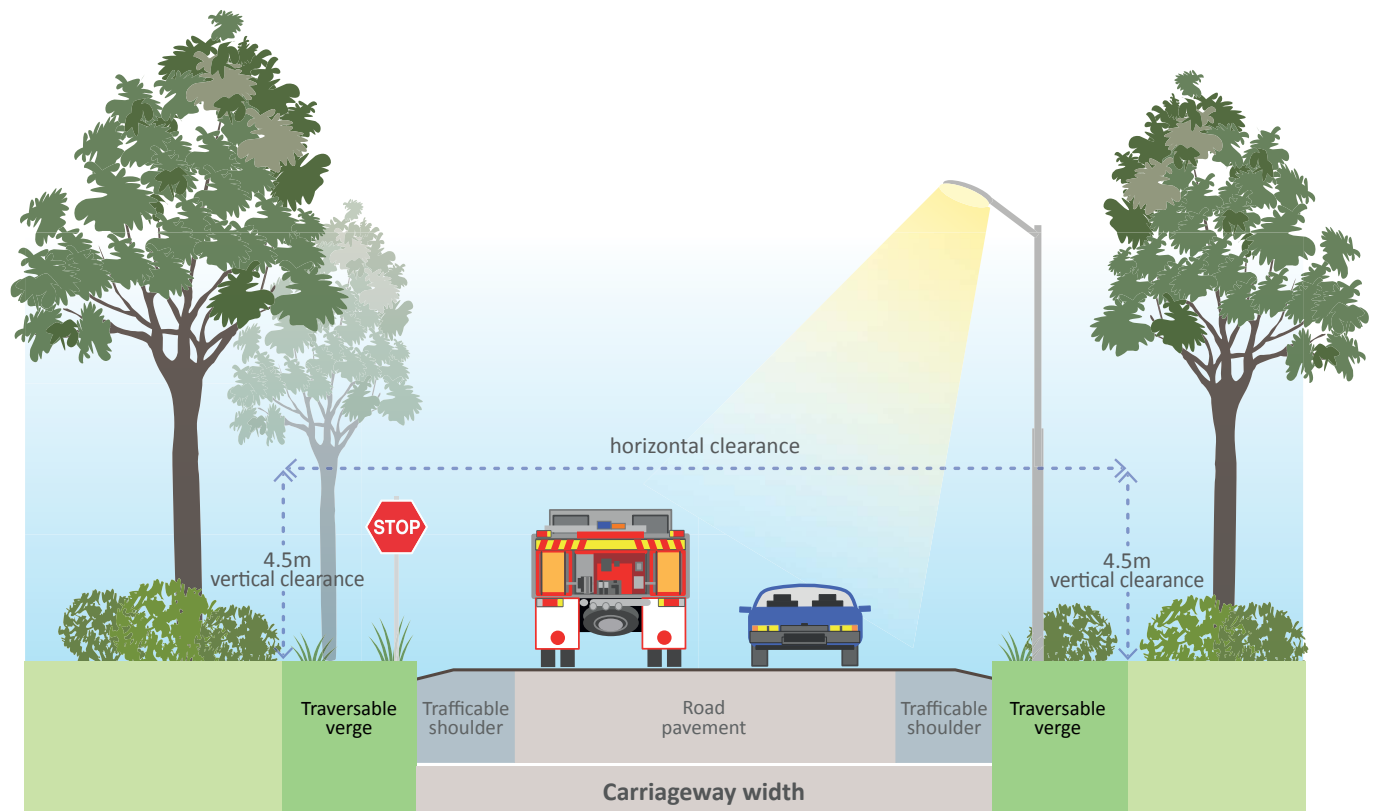 horizontal clearance
STOP
4.5m
vertical clearance
4.5m
vertical clearance
Traversable
verge
Trafficable
shoulder
Road
pavement
Trafficable
shoulder
Traversable
verge
Carriageway width